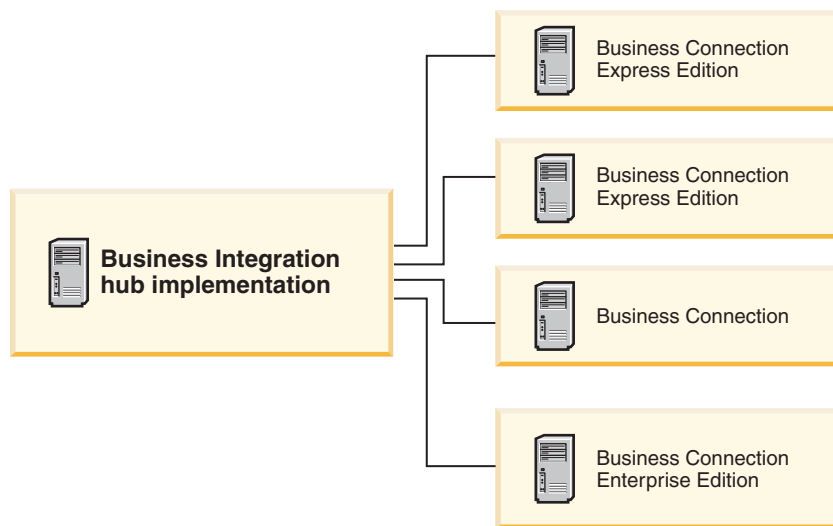 Business Connection
Express Edition
Business Connection
Express Edition
Business Integration
hub implementation
Business Connection
Business Connection
Enterprise Edition